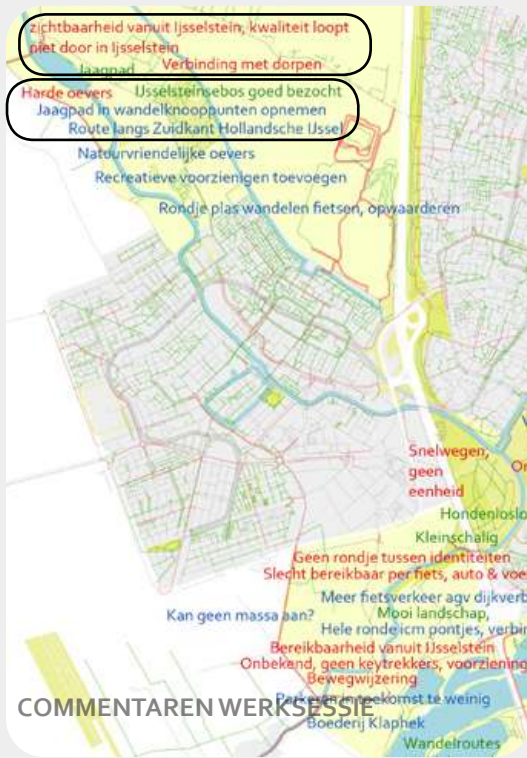 zichtbaarheid vanuit Ijsselstein, kwaliteit loopt
niet door in Ijsselstein
Jaagpad Verbinding met dorpen
Harde oevers IJsselsteinsebos goed bezocht
Jaagpad in wandelknooppunten opnemen
Route langs Zuidkant Hollandsche IJssel
Natuurvriendelijke oevers
Recreatieve voorzienigen toevoegen
Rondje plas wandelen fietsen, opwaarderen
Snelwegen,
geen
eenheid
Hondenloslo
Kleinschalig
Geen rondje tussen identiteiten
Slecht bereikbaar per fiets, auto & voe
Meer fietsverkeer agv dijkverb
Kan geen massa aan? Mooi landschap,
Hele ronde icm pontjes, verbin
Bereikbaarheid vanuit IJsselstein
Onbekend, geen keytrekkers, voorziening
Bewegwijzering
Parkeren in toekomst te weinig
COMMENTAREN WERKSESSIE
Boederij Klaphek
Wandelroutes